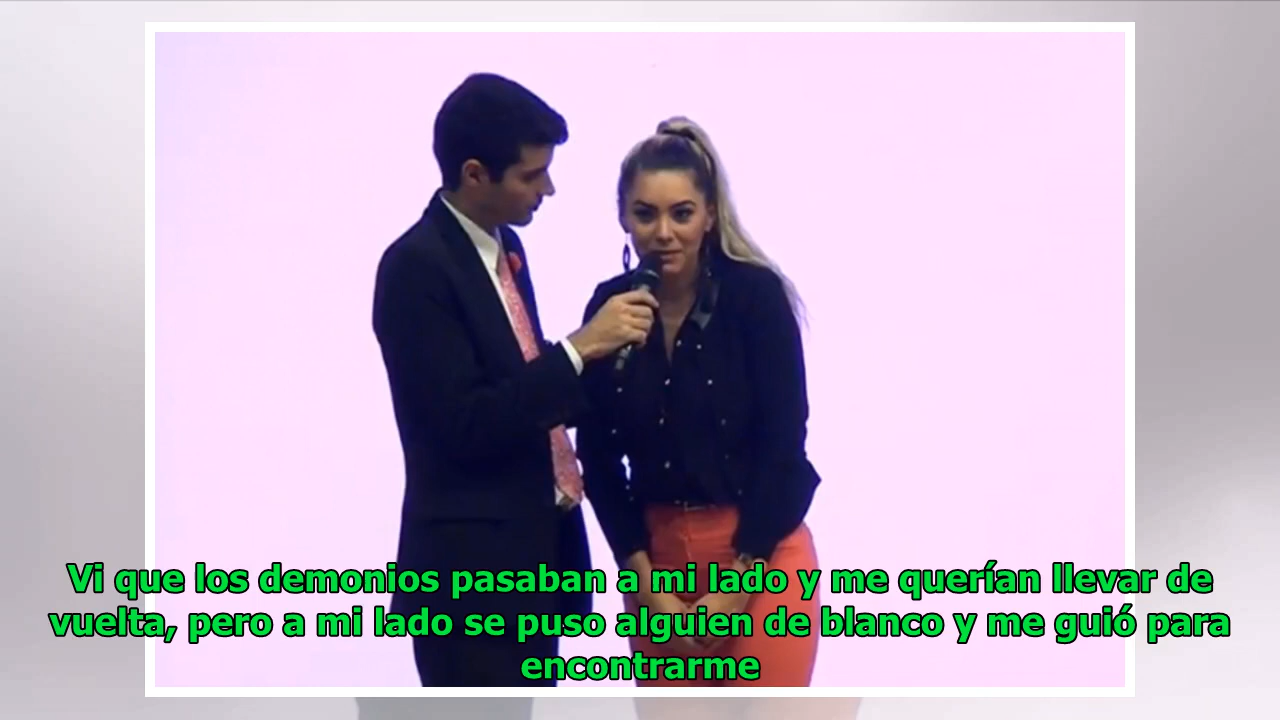 Vi que los demonios pasaban a mi lado y me querían llevar de
vuelta, pero a mi lado se puso alguien de blanco y me guió para
encontrarme